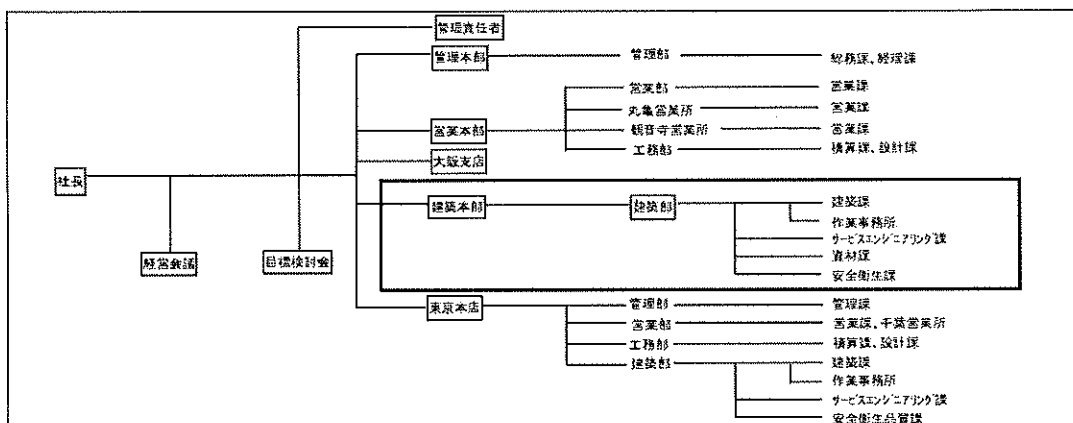 管理責任者
管理本部 管理部 総務課、経理課
営業部 営業課
丸亀営業所 営業課
営業本部 観音寺営業所 営業課
工務部 積算課、設計課
大阪支店
社長
建築本部 建築部 建築課
作業事務所
サービスエンジニアリング課
資材課
安全衛生課
経営会議 目標検討会
東京本店 管理部 管理課
営業部 営業課、千葉営業所
工務部 積算課、設計課
建築部 建築課
作業事務所
サービスエンジニアリング課
安全衛生品質課